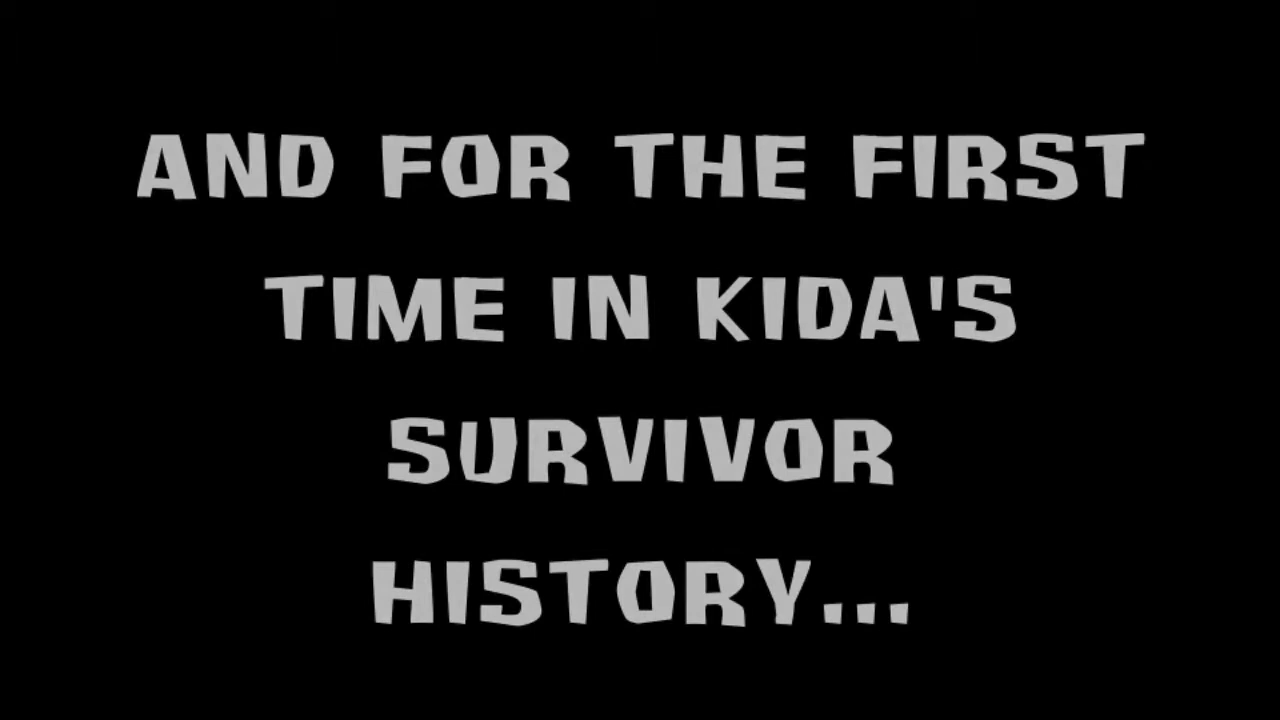 AND FOR THE FIRST
TIME IN KIDA'S
SURVIVOR
HISTORY...